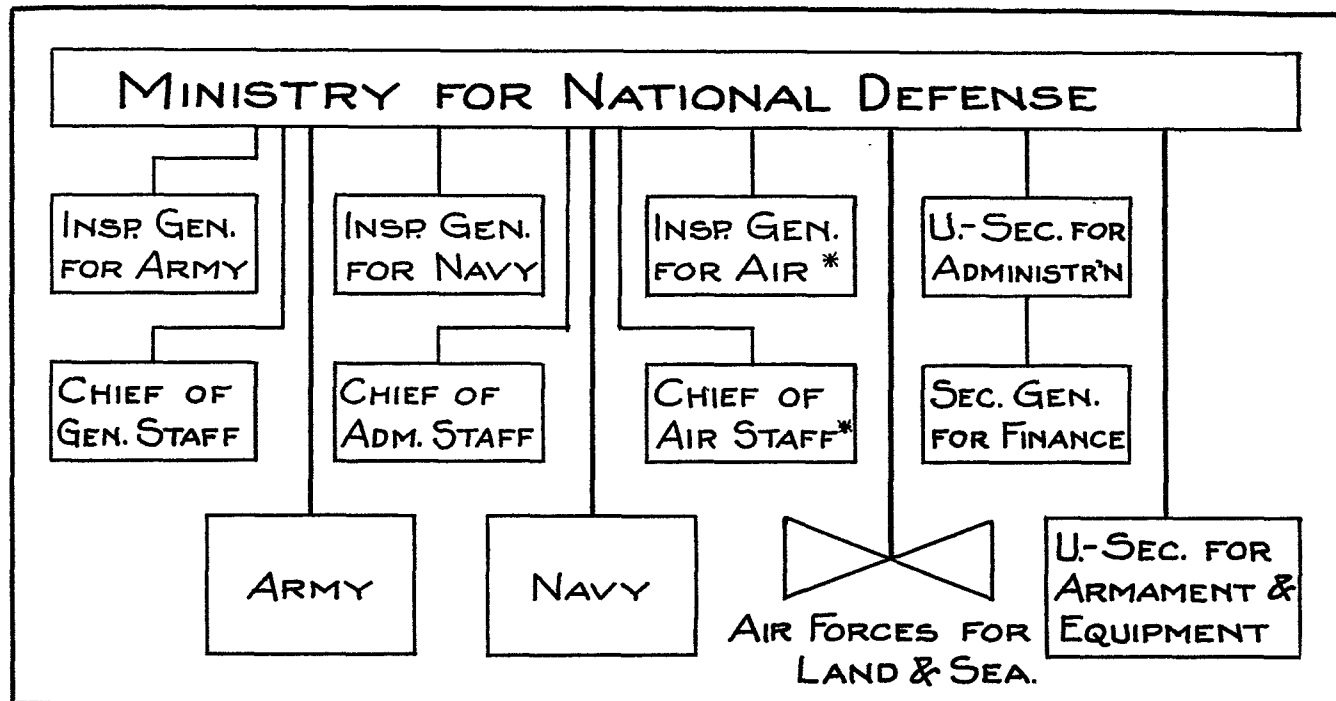 MINISTRY FOR NATIONAL DEFENSE
INSP. GEN.
FOR ARMY
INSP. GEN.
FOR NAVY
INSP. GEN.
FOR AIR *
U.-SEC. FOR
ADMINISTR'N
CHIEF OF
GEN. STAFF
CHIEF OF
ADM. STAFF
CHIEF OF
AIR STAFF*
SEC. GEN.
FOR FINANCE
ARMY
NAVY
AIR FORCES FOR
LAND & SEA.
U.-SEC. FOR
ARMAMENT &
EQUIPMENT